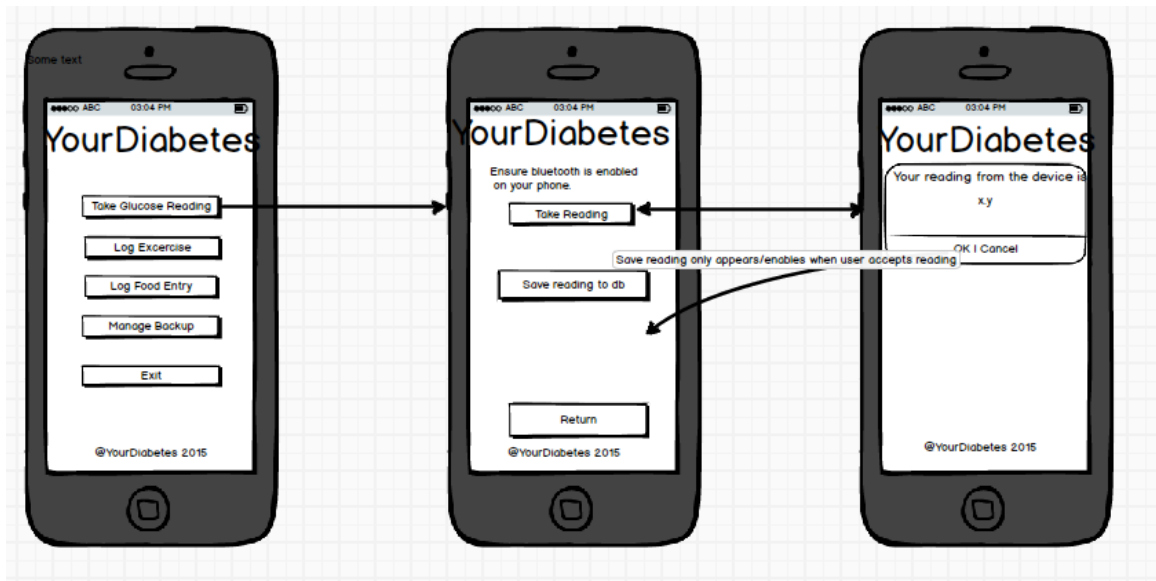 Some text
ABC 03:04 PM
YourDiabetes
Take Glucose Reading
Log Excercise
Log Food Entry
Manage Backup
Exit
@YourDiabetes 2015
ABC 03:04 PM
YourDiabetes
Ensure bluetooth is enabled
on your phone.
Take Reading
Save reading only appears/enables when user accepts reading
Save reading to db
Return
@YourDiabetes 2015
ABC 03:04 PM
YourDiabetes
Your reading from the device is
x.y
OK | Cancel
@YourDiabetes 2015